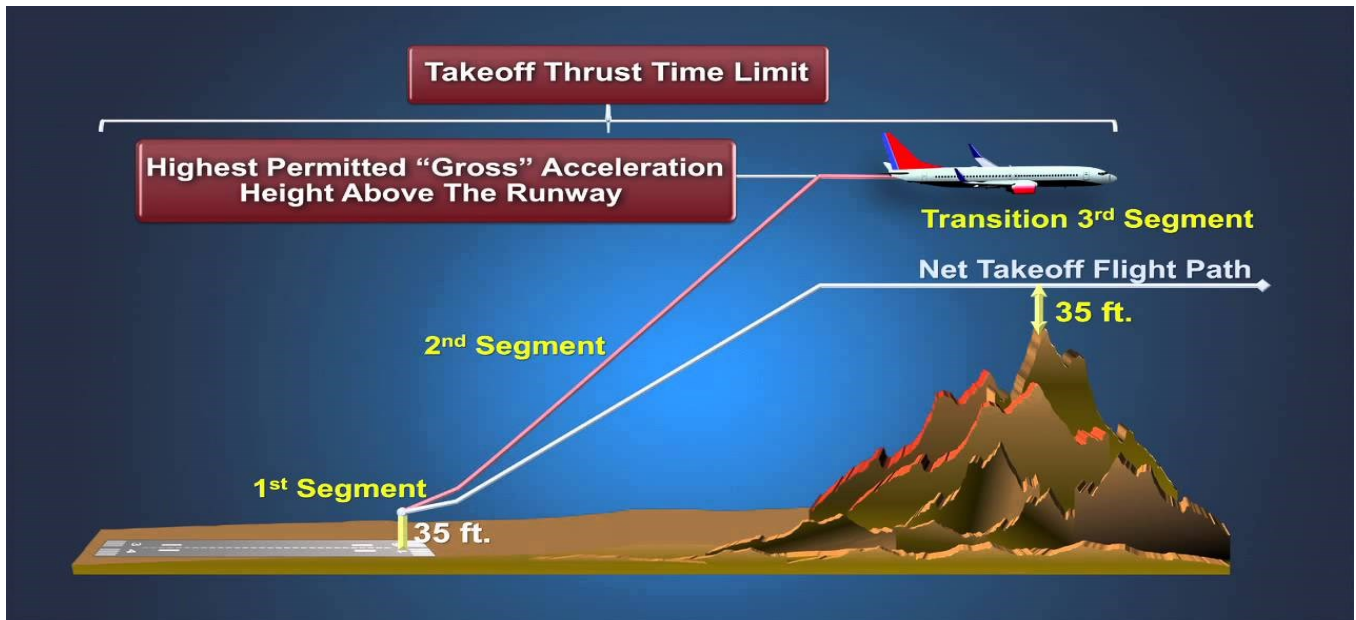 Takeoff Thrust Time Limit
Highest Permitted “Gross” Acceleration
Height Above The Runway
Transition 3rd Segment
Net Takeoff Flight Path
35 ft.
2nd Segment
1st Segment
35 ft.